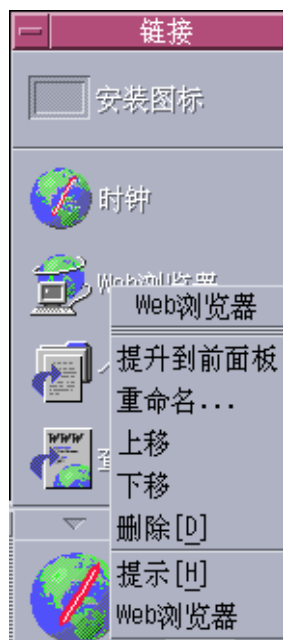 链接
安装图标
时钟
Web浏览器
Web浏览器
提升到前面板
重命名...
上移
下移
删除[D]
提示[H]
Web浏览器
WWW